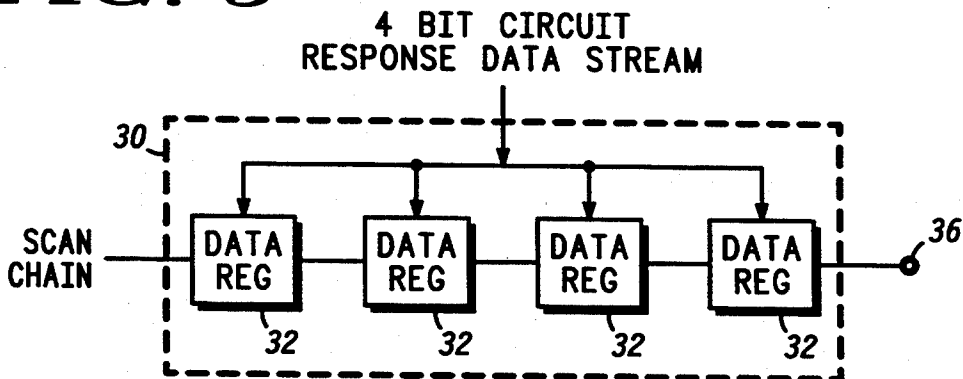 4 BIT CIRCUIT
RESPONSE DATA STREAM
30
SCAN
CHAIN
DATA
REG
DATA
REG
DATA
REG
DATA
REG
36
32
32
32
32